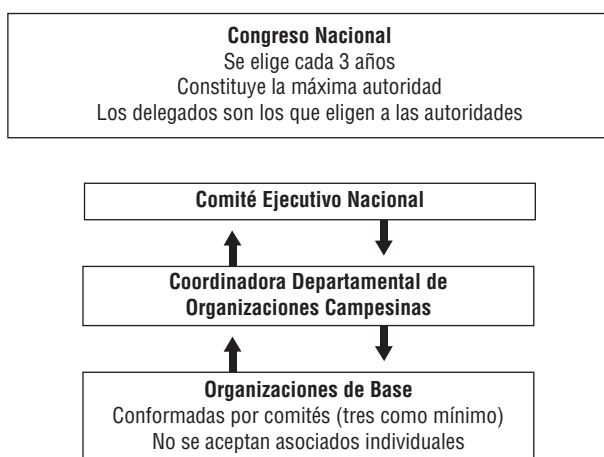 Congreso Nacional
Se elige cada 3 años
Constituye la máxima autoridad
Los delegados son los que eligen a las autoridades
Comité Ejecutivo Nacional
Coordinadora Departamental de
Organizaciones Campesinas
Organizaciones de Base
Conformadas por comités (tres como mínimo)
No se aceptan asociados individuales